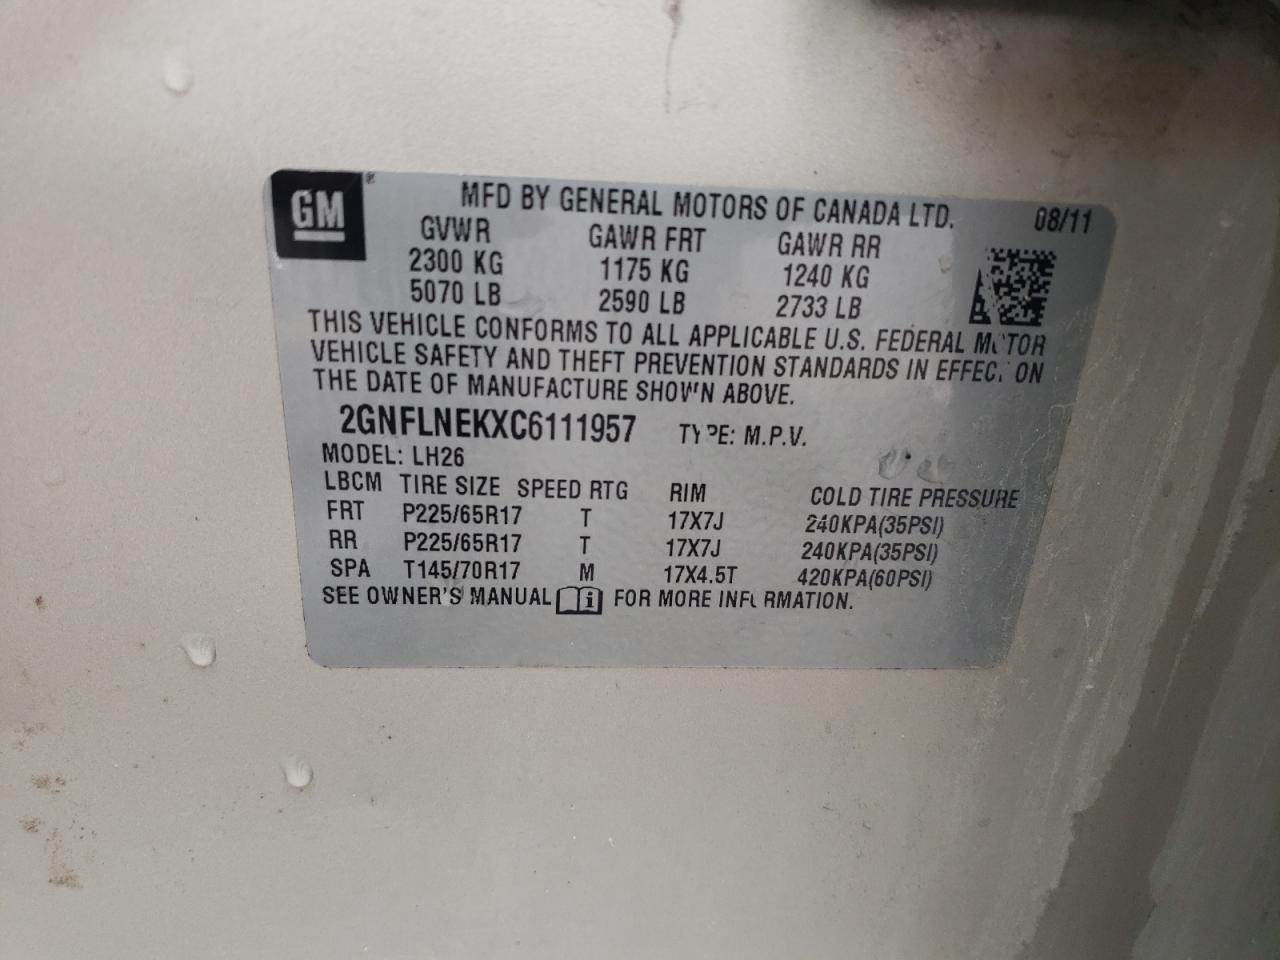 GM ® MFD BY GENERAL MOTORS OF CANADA LTD. 08/11
GVWR GAWR FRT GAWR RR
2300 KG 1175 KG 1240 KG
5070 LB 2590 LB 2733 LB
THIS VEHICLE CONFORMS TO ALL APPLICABLE U.S. FEDERAL MOTOR
VEHICLE SAFETY AND THEFT PREVENTION STANDARDS IN EFFECT ON
THE DATE OF MANUFACTURE SHOWN ABOVE.
2GNFLNEKXC6111957 TYPE: M.P.V.
MODEL: LH26
LBCM TIRE SIZE SPEED RTG RIM COLD TIRE PRESSURE
FRT P225/65R17 T 17X7J 240KPA(35PSI)
RR P225/65R17 T 17X7J 240KPA(35PSI)
SPA T145/70R17 M 17X4.5T 420KPA(60PSI)
SEE OWNER'S MANUAL i FOR MORE INFORMATION.